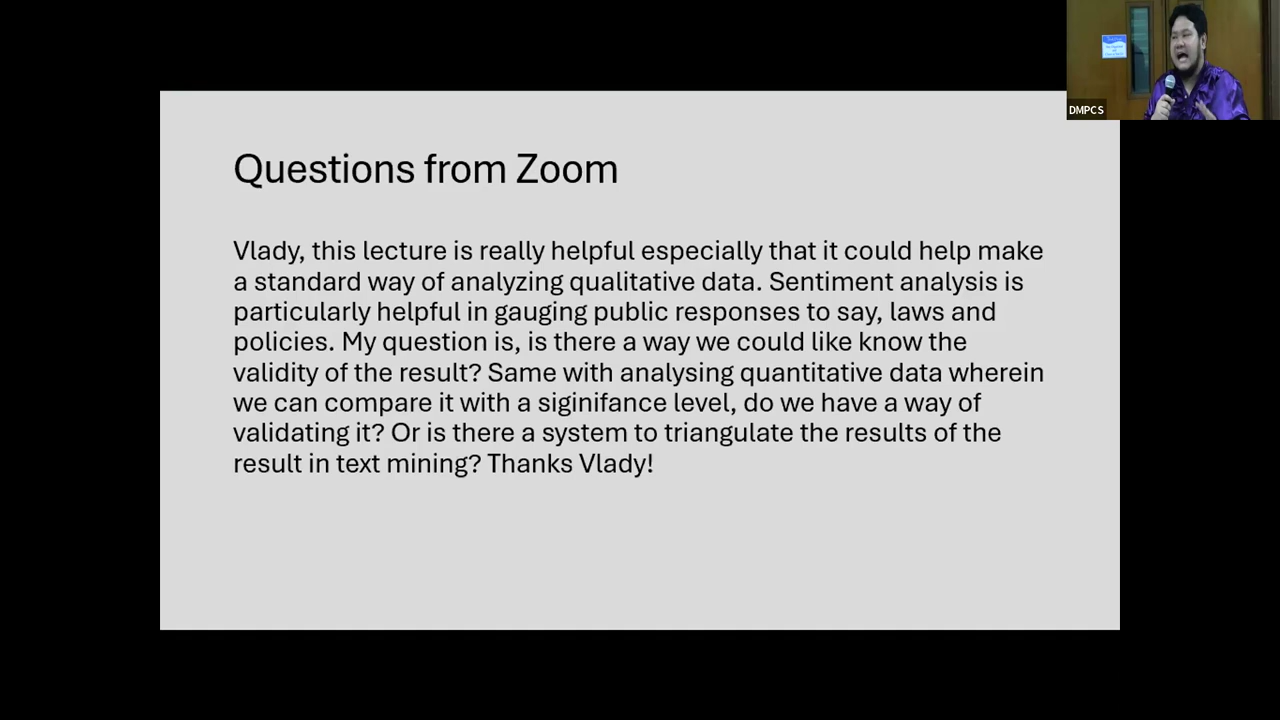 Questions from Zoom
Vlady, this lecture is really helpful especially that it could help make
a standard way of analyzing qualitative data. Sentiment analysis is
particularly helpful in gauging public responses to say, laws and
policies. My question is, is there a way we could like know the
validity of the result? Same with analysing quantitative data wherein
we can compare it with a siginifance level, do we have a way of
validating it? Or is there a system to triangulate the results of the
result in text mining? Thanks Vlady!
DMPCS